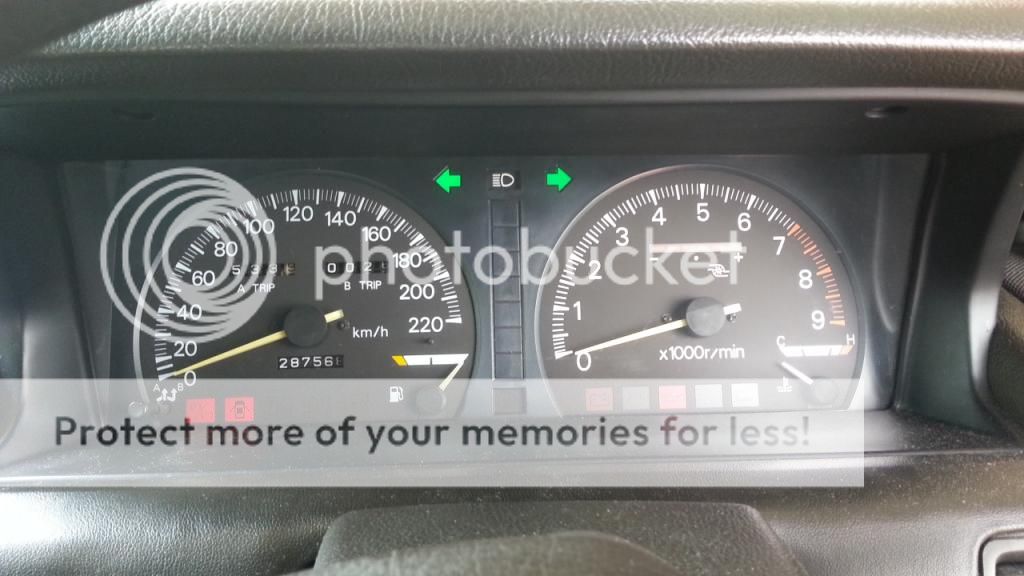 120
100 140
80 160
60 180
40 200
20 220
0
A TRIP B TRIP
km/h
28756
A B
4 5 6
3 7
2 8
1 9
0
- +
x1000r/min
C H
photobucket
Protect more of your memories for less!